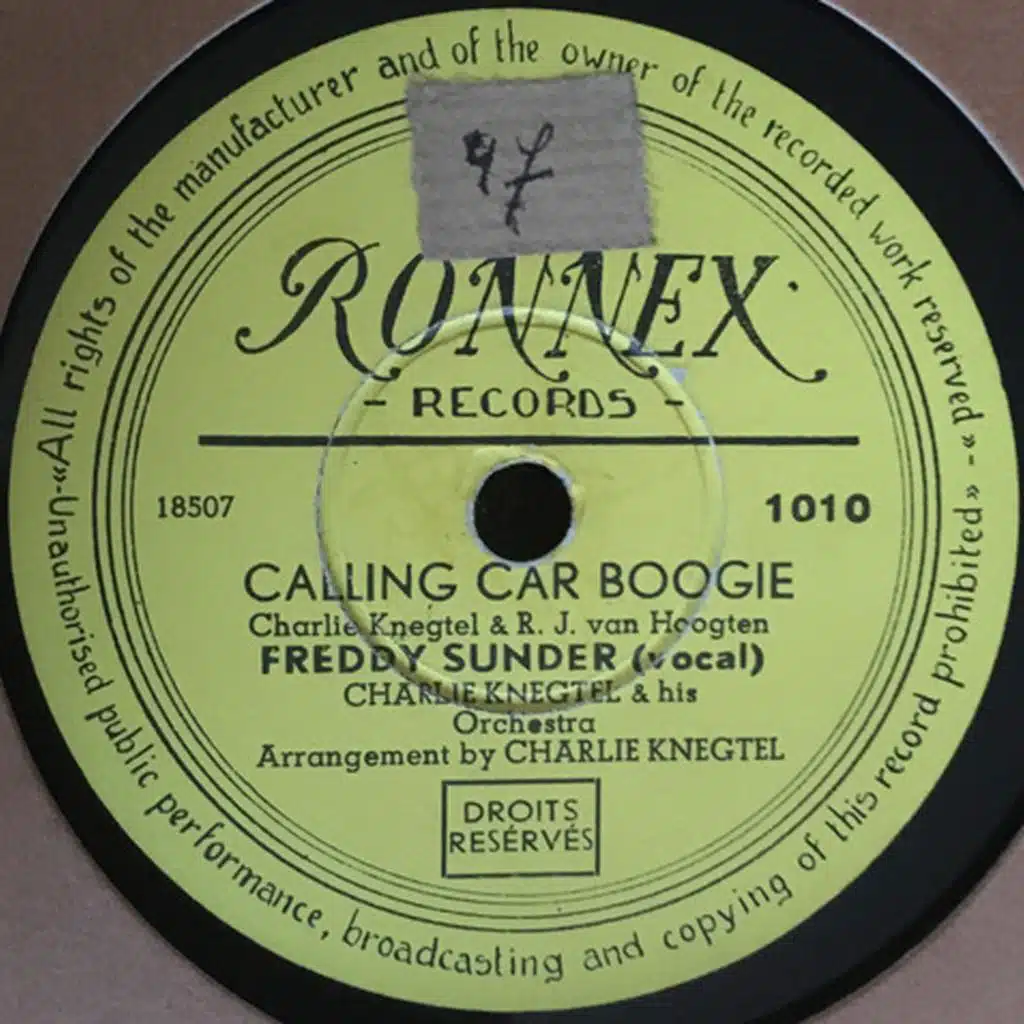 «All rights of the manufacturer and of the owner of the recorded work reserved» -
97
RONNEX
- RECORDS -
18507
1010
CALLING CAR BOOGIE
Charlie Knegtel & R. J. van Hoogten
FREDDY SUNDER (vocal)
CHARLIE KNEGTEL & his
Orchestra
Arrangement by CHARLIE KNEGTEL
DROITS
RESÉRVÉS
Unauthorised public performance, broadcasting and copying of this record prohibited» -